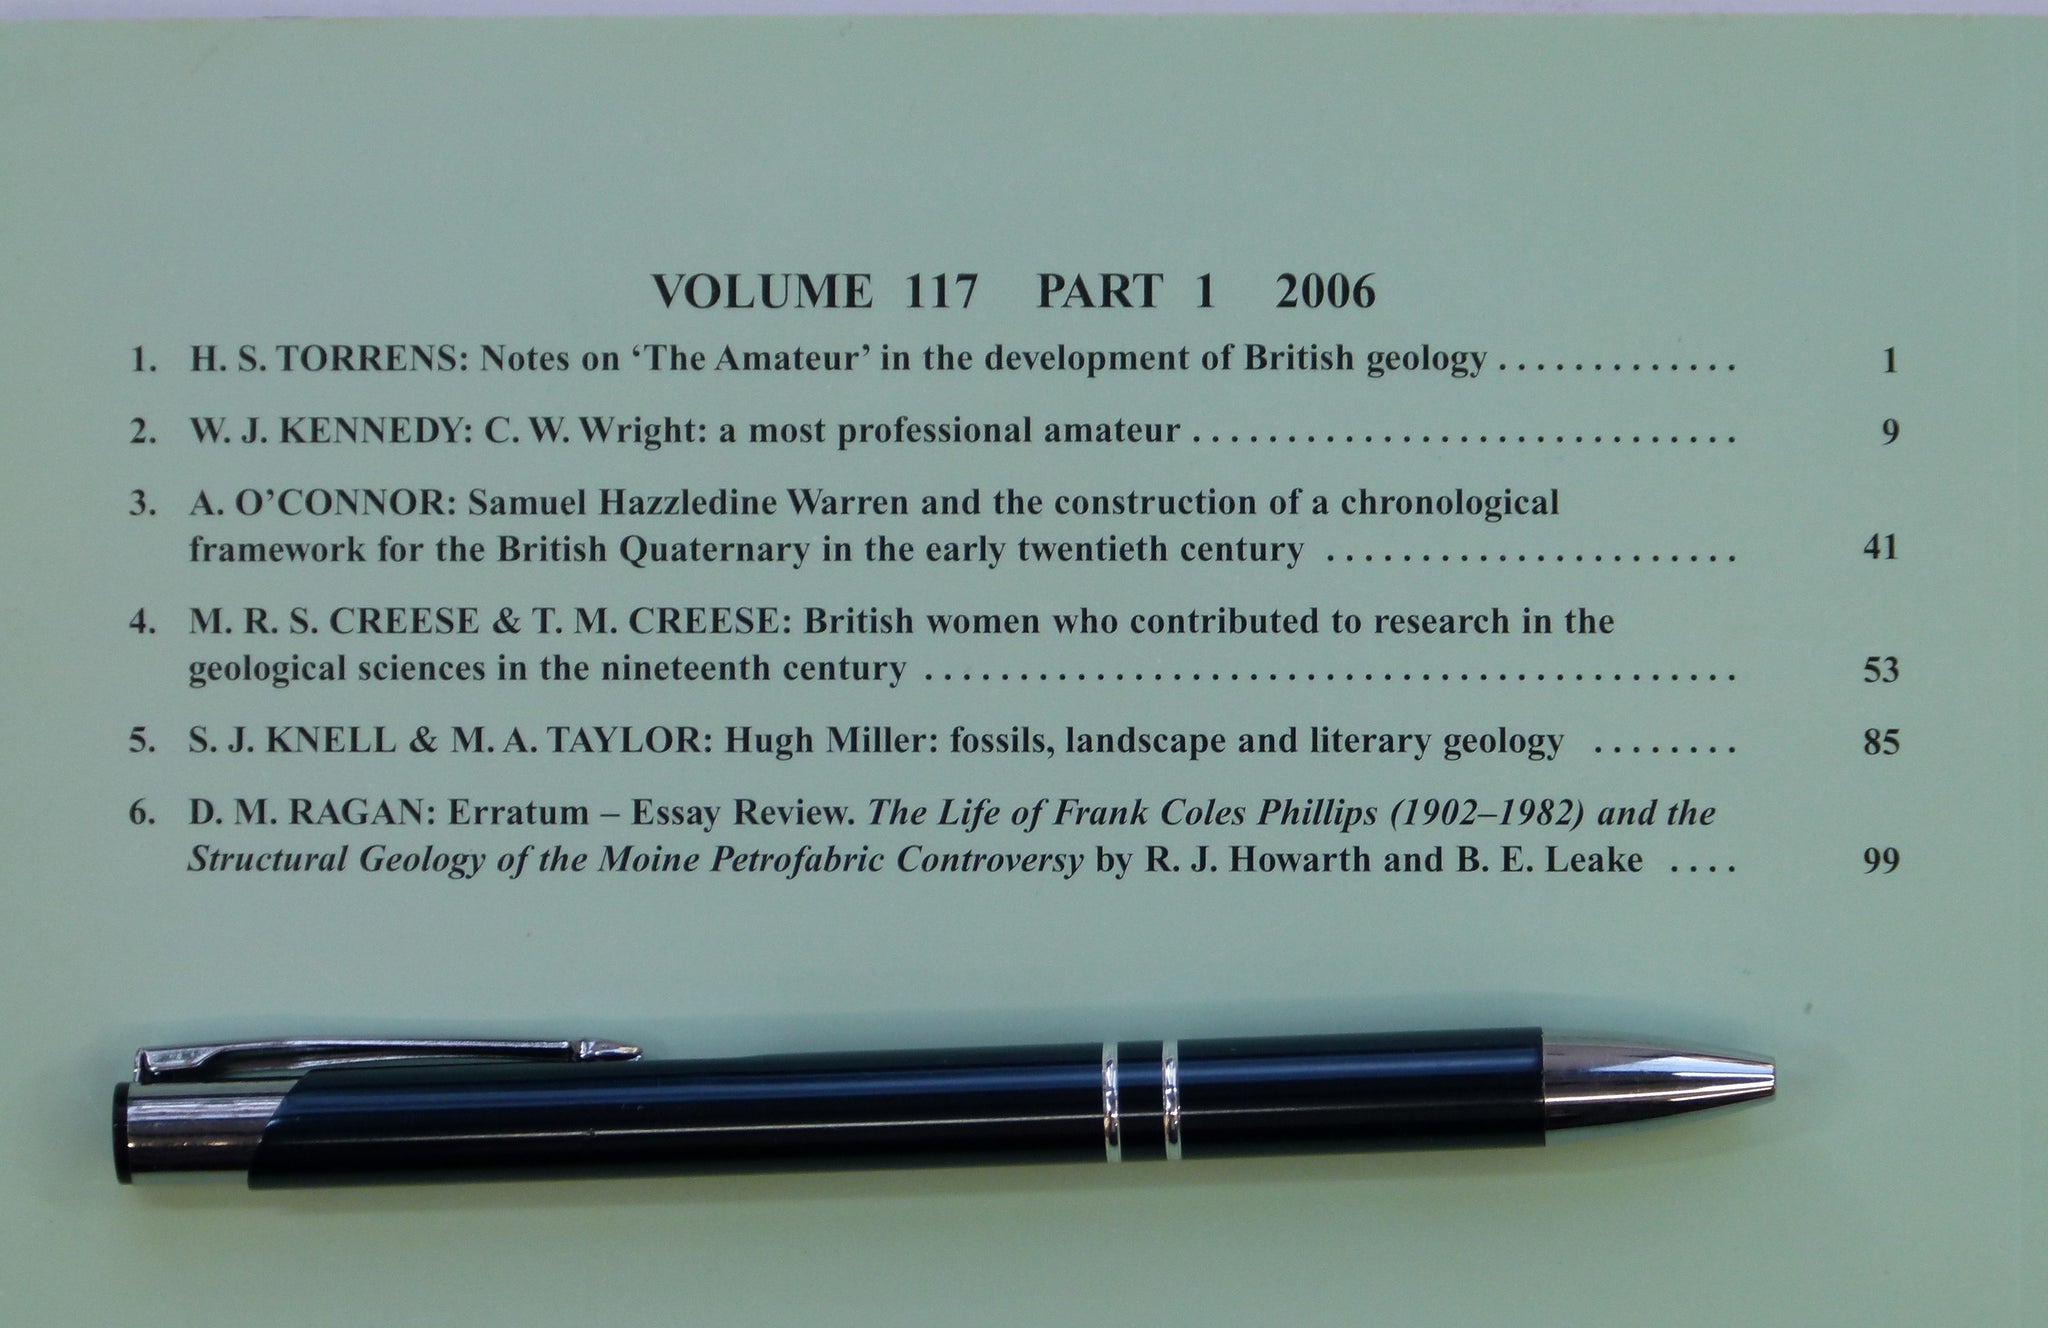 VOLUME 117 PART 1 2006
1. H. S. TORRENS: Notes on ‘The Amateur’ in the development of British geology ............. 1
2. W. J. KENNEDY: C. W. Wright: a most professional amateur ............................. 9
3. A. O’CONNOR: Samuel Hazzledine Warren and the construction of a chronological
framework for the British Quaternary in the early twentieth century ...................... 41
4. M. R. S. CREESE & T. M. CREESE: British women who contributed to research in the
geological sciences in the nineteenth century ........................................... 53
5. S. J. KNELL & M. A. TAYLOR: Hugh Miller: fossils, landscape and literary geology ........ 85
6. D. M. RAGAN: Erratum – Essay Review. The Life of Frank Coles Phillips (1902–1982) and the
Structural Geology of the Moine Petrofabric Controversy by R. J. Howarth and B. E. Leake .... 99